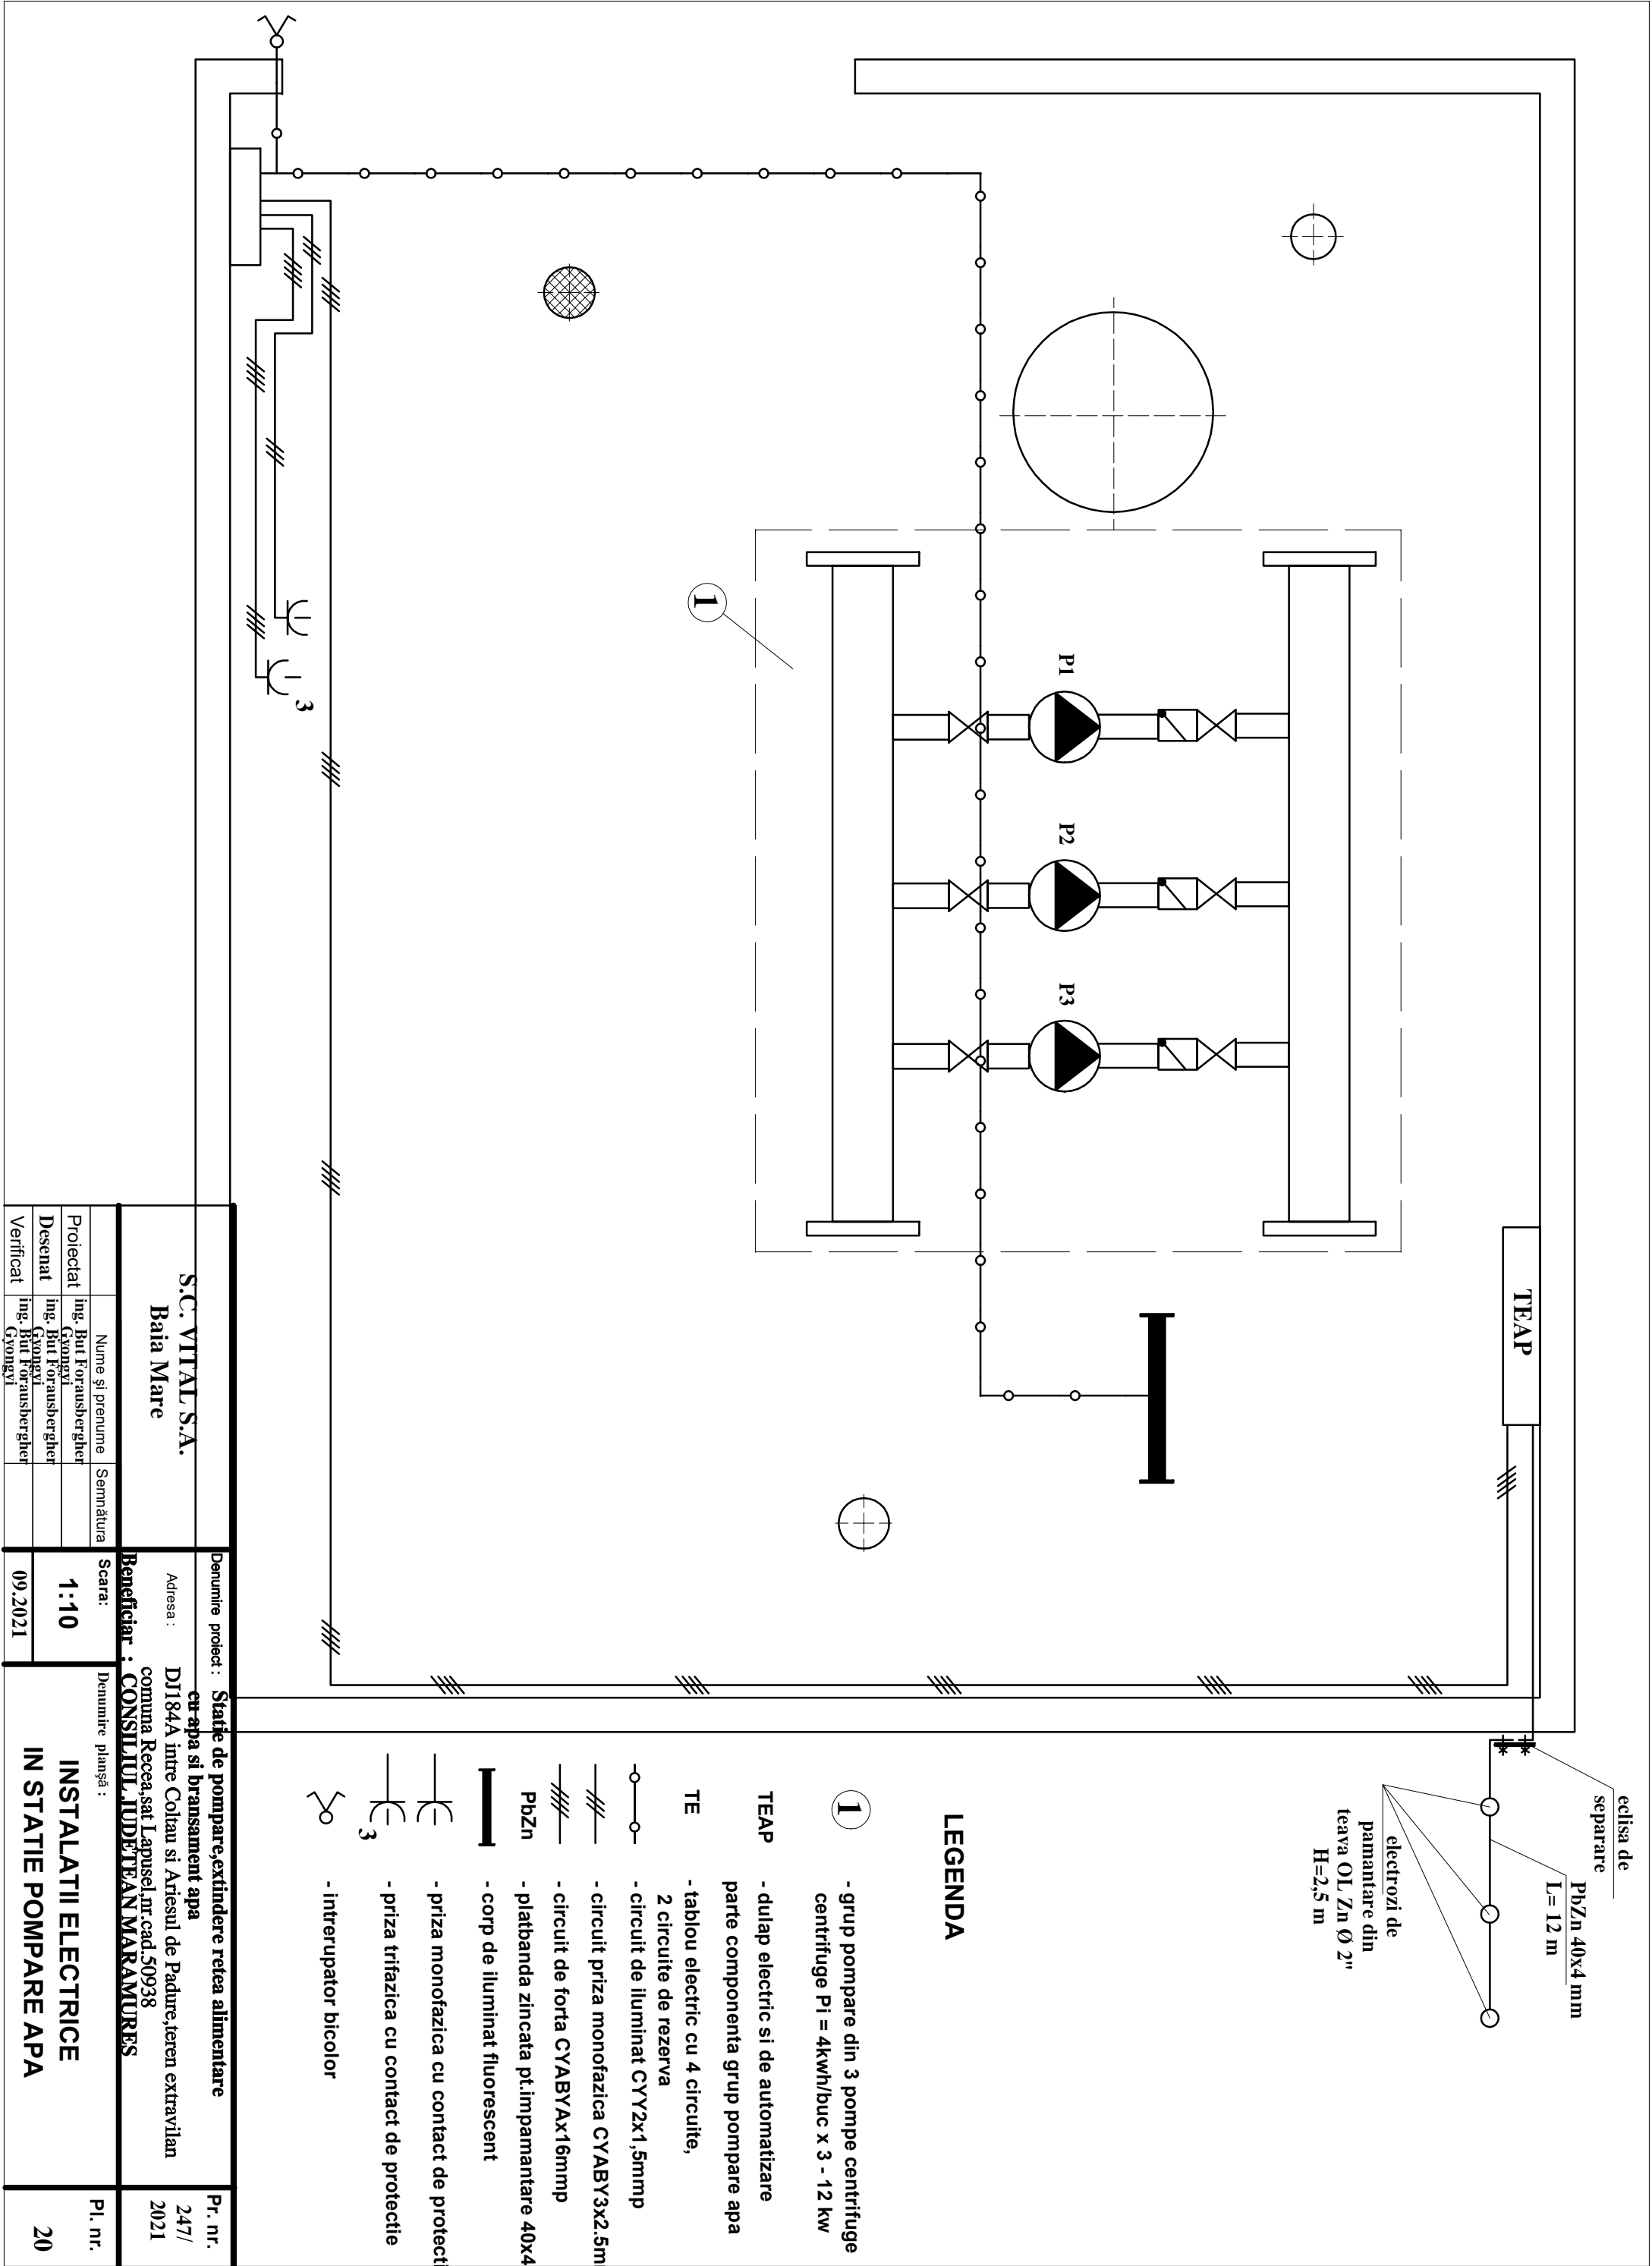 eclisa de
separare
PbZn 40x4 mm
L= 12 m
electrozi de
pamantare din
teava OL Zn Ø 2"
H=2,5 m
TEAP
P1
P2
P3
1
3
LEGENDA
1
- grup pompare din 3 pompe centrifuge
centrifuge Pi = 4kwh/buc x 3 - 12 kw
TEAP - dulap electric si de automatizare
parte componenta grup pompare apa
TE - tablou electric cu 4 circuite,
2 circuite de rezerva
- circuit de iluminat CYY2x1,5mmp
- circuit priza monofazica CYABY3x2.5m
- circuit de forta CYABYAx16mmp
PbZn - platbanda zincata pt.impamantare 40x4
- corp de iluminat fluorescent
- priza monofazica cu contact de protecti
3 - priza trifazica cu contact de protectie
- intrerupator bicolor
S.C. VITAL S.A.
Baia Mare
Nume și prenume
Semnătura
Proiectat
ing. But Forausbergher
Gyongyi
Desenat
ing. But Forausbergher
Gyongyi
Verificat
ing. But Forausbergher
Gyongyi
Denumire proiect : Statie de pompare,extindere retea alimentare
cu apa si bransament apa
Adresa : DJ184A intre Coltau si Ariesul de Padure,teren extravilan
comuna Recea,sat Lapusel,nr.cad.50938
Beneficiar : CONSILIUL JUDETEAN MARAMURES
Scara:
1:10
09.2021
Denumire planșă :
INSTALATII ELECTRICE
IN STATIE POMPARE APA
Pr. nr.
247/
2021
Pl. nr.
20